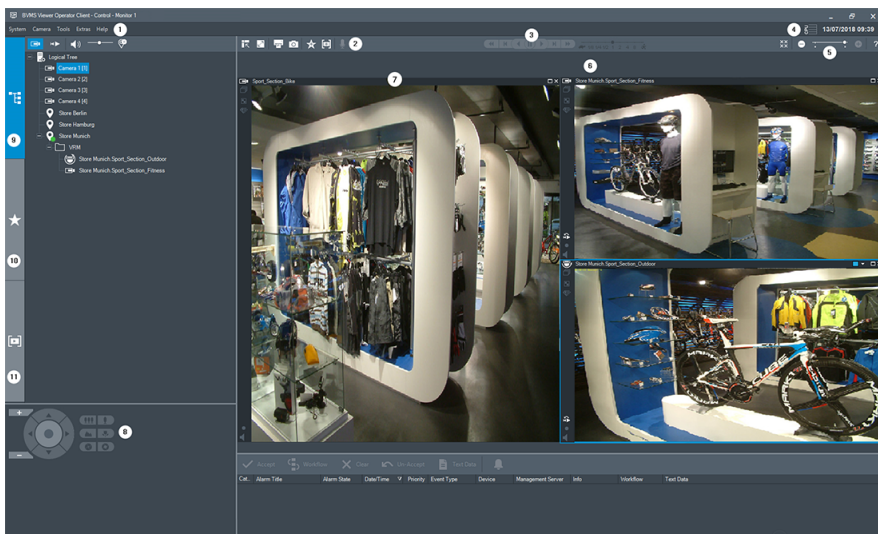 BVMS Viewer Operator Client - Control - Monitor 1
System Camera Tools Extras Help 1
4 13/07/2018 09:39
2
3
5
6
Logical Tree
Camera 1 [1]
Camera 2 [2]
Camera 3 [3]
Camera 4 [4]
Store Berlin
Store Hamburg
Store Munich
VRM
Store Munich.Sport_Section_Outdoor
Store Munich.Sport_Section_Fitness
9
10
11
8
Sport_Section_Bike 7
Store Munich.Sport_Section_Fitness
Store Munich.Sport_Section_Outdoor
CUBE
Accept Workflow Clear Un-Accept Text Data
Cat.. Alarm Title Alarm State Date/Time Priority Event Type Device Management Server Info Workflow Text Data